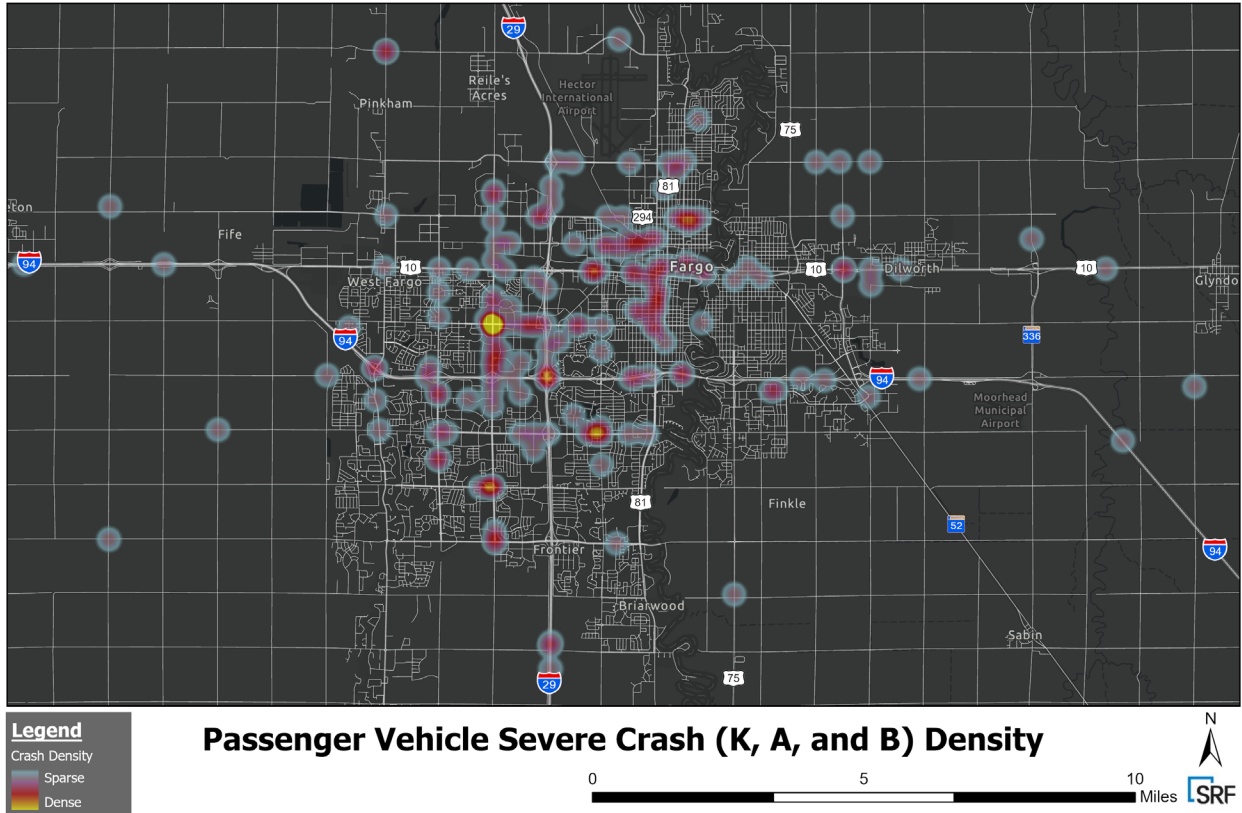 29
Reile's
Acres
Hector
International
Airport
Pinkham
75
81
eton
294
Fife
94
10
Fargo
10
Dilworth
10
Glyndo
West Fargo
94
336
94
Moorhead
Municipal
Airport
81
Finkle
52
94
Frontier
Briarwood
Sabin
75
29
Legend
Crash Density
Sparse
Dense
Passenger Vehicle Severe Crash (K, A, and B) Density
0
5
10
Miles
N
SRF